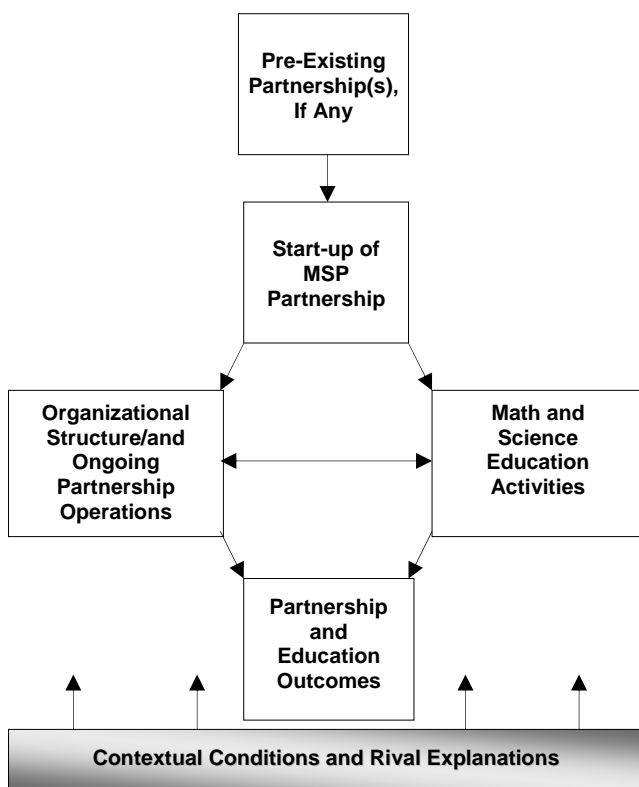 Pre-Existing
Partnership(s),
If Any
Start-up of
MSP
Partnership
Organizational
Structure/and
Ongoing
Partnership
Operations
Math and
Science
Education
Activities
Partnership
and
Education
Outcomes
Contextual Conditions and Rival Explanations